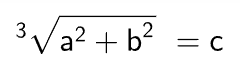 ³√a² + b² = c